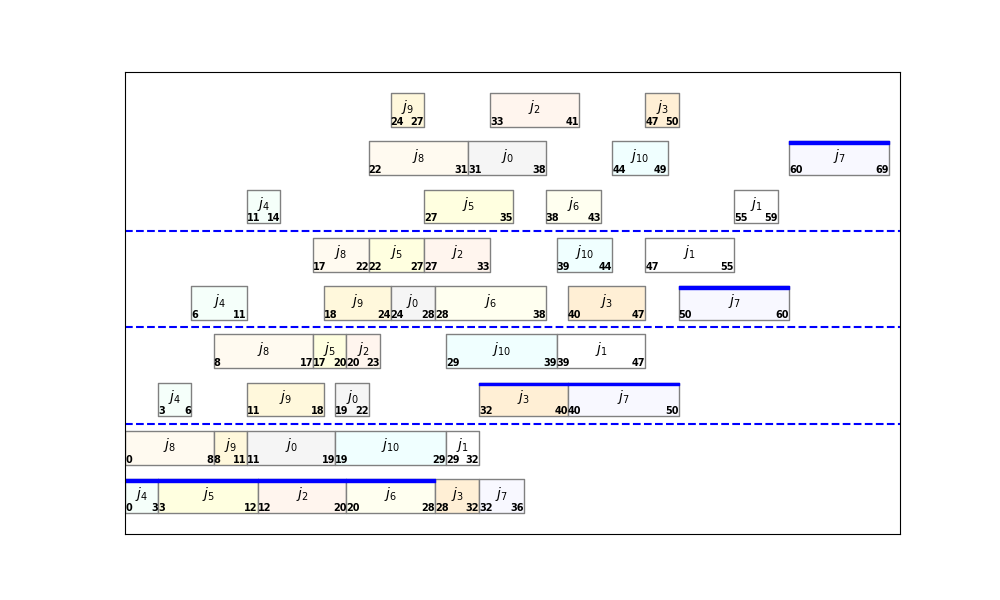 j9 j2 j3
24 27 33 41 47 50
j8 j0 j10 j7
22 31 31 38 44 49 60 69
j4 j5 j6 j1
11 14 27 35 38 43 55 59
j8 j5 j2 j10 j1
17 22 22 27 27 33 39 44 47 55
j4 j9 j0 j6 j3 j7
6 11 18 24 24 28 28 38 40 47 50 60
j8 j5 j2 j10 j1
8 17 17 20 20 23 29 39 39 47
j4 j9 j0 j3 j7
3 6 11 18 19 22 32 40 40 50
j8 j9 j0 j10 j1
0 8 8 11 11 19 19 29 29 32
j4 j5 j2 j6 j3 j7
0 3 3 12 12 20 20 28 28 32 32 36